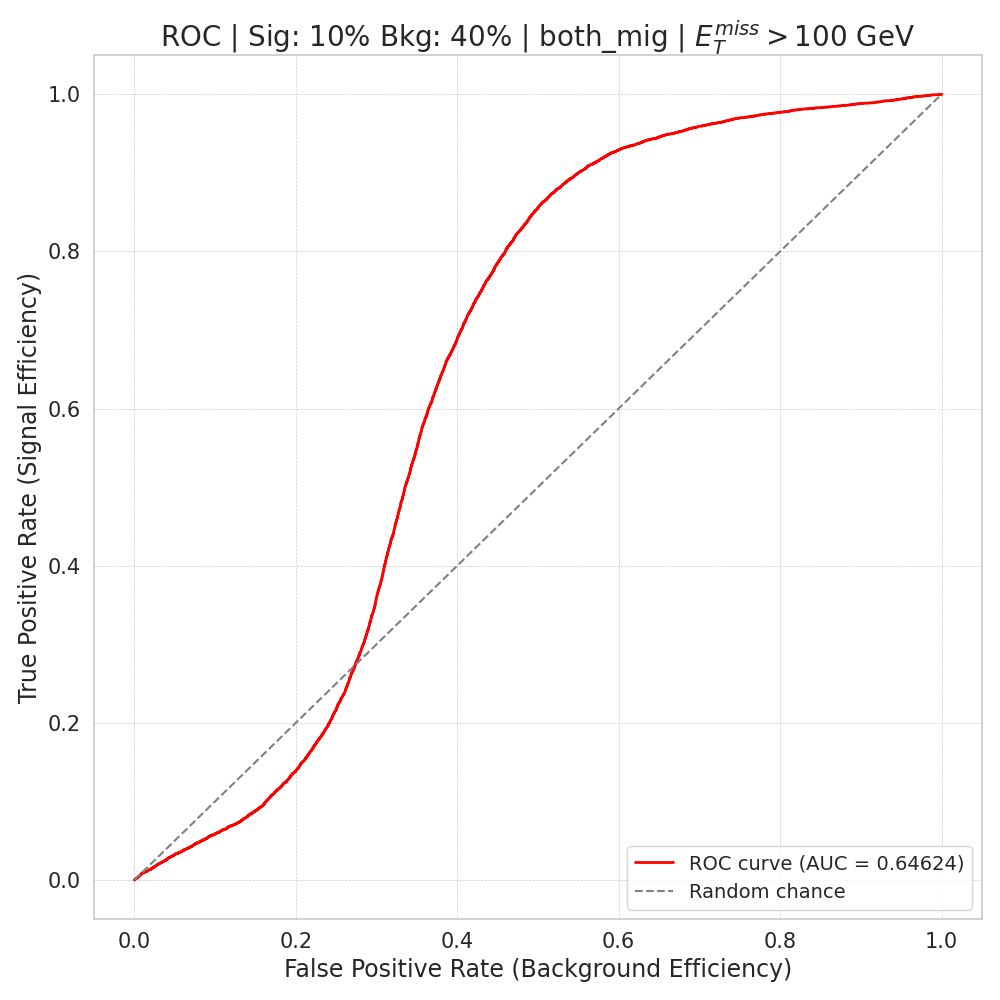 ROC | Sig: 10% Bkg: 40% | both_mig | $E_T^{miss} > 100$ GeV
True Positive Rate (Signal Efficiency)
1.0
0.8
0.6
0.4
0.2
0.0
ROC curve (AUC = 0.64624)
Random chance
0.0 0.2 0.4 0.6 0.8 1.0
False Positive Rate (Background Efficiency)